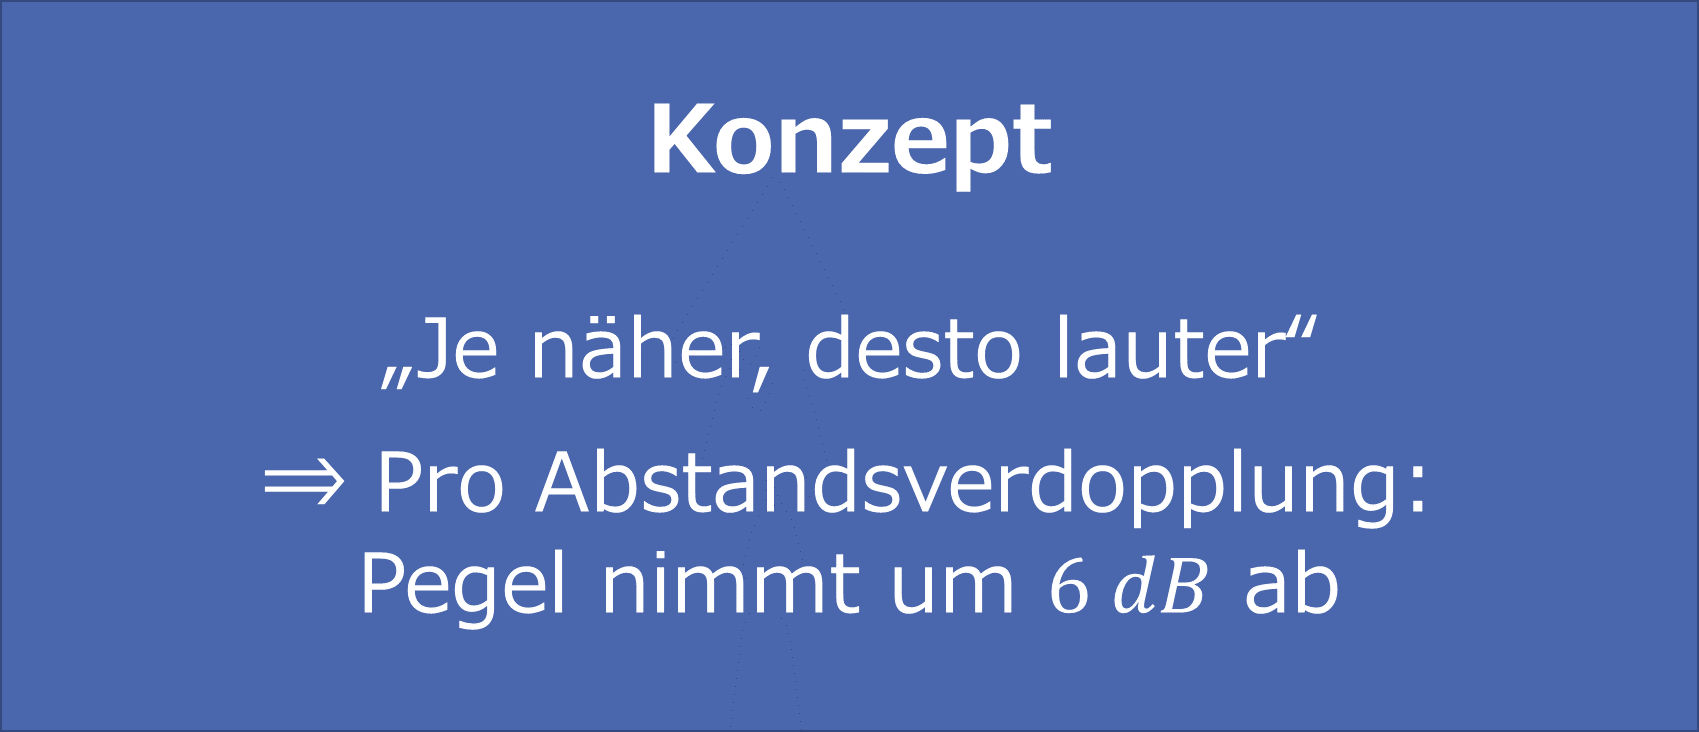 Konzept
„Je näher, desto lauter“
⇒ Pro Abstandsverdopplung:
Pegel nimmt um 6 dB ab